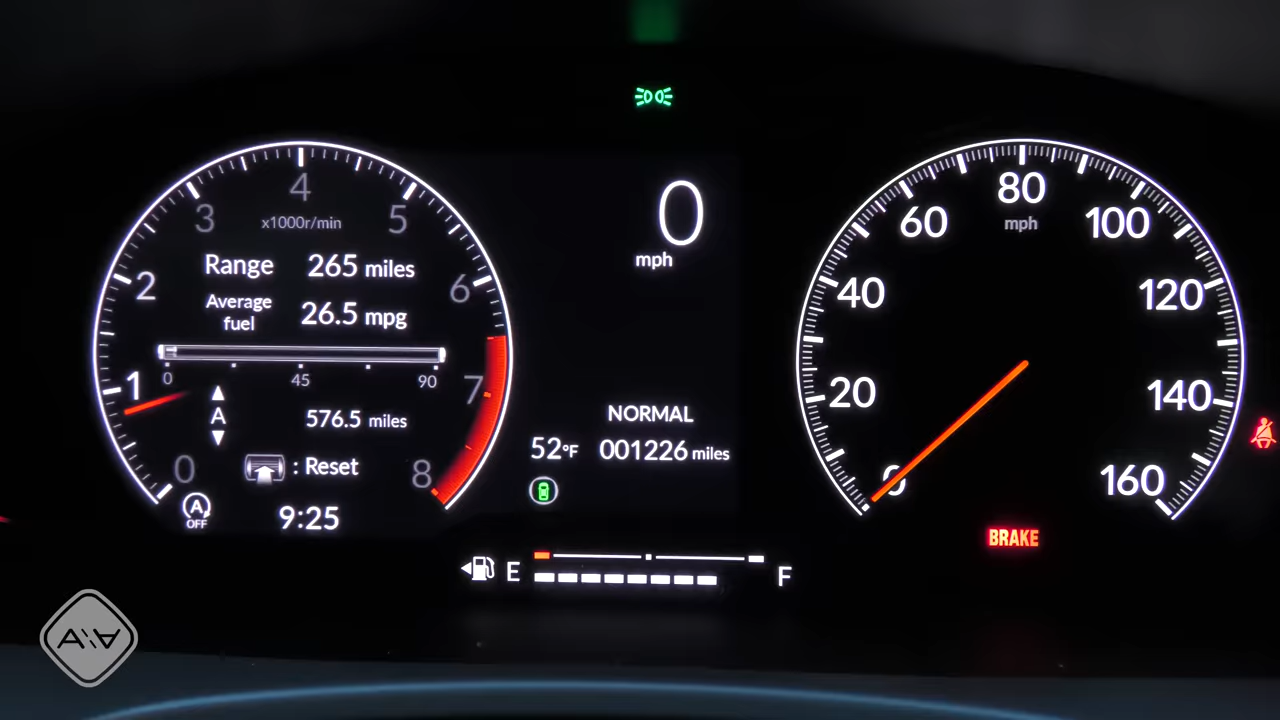 4
3
5
x1000r/min
2
6
Range 265 miles
Average
fuel
26.5 mpg
0 45 90
1
7
A
576.5 miles
0
: Reset
8
A
OFF
9:25
0
mph
NORMAL
52°F 001226 miles
E F
80
60
mph
100
40
120
20
140
0
160
BRAKE